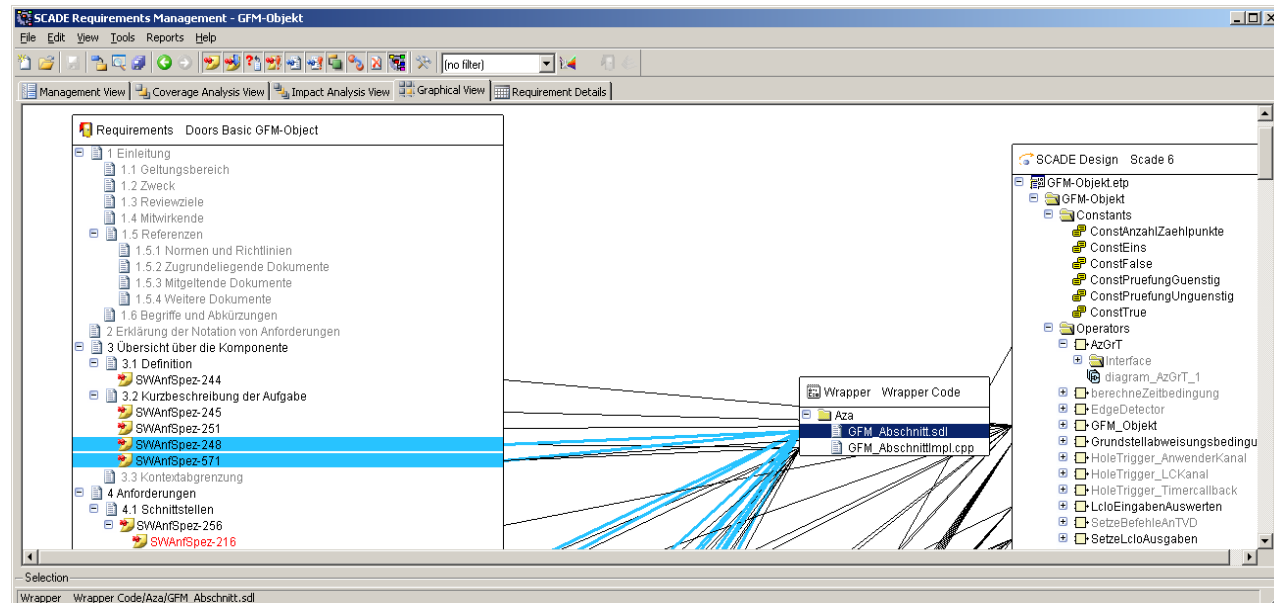 SCADE Requirements Management - GFM-Objekt
File Edit View Tools Reports Help
(no filter)
Management View Coverage Analysis View Impact Analysis View Graphical View Requirement Details
Requirements Doors Basic GFM-Object
1 Einleitung
1.1 Geltungsbereich
1.2 Zweck
1.3 Reviewziele
1.4 Mitwirkende
1.5 Referenzen
1.5.1 Normen und Richtlinien
1.5.2 Zugrundeliegende Dokumente
1.5.3 Mitgeltende Dokumente
1.5.4 Weitere Dokumente
1.6 Begriffe und Abkürzungen
2 Erklärung der Notation von Anforderungen
3 Übersicht über die Komponente
3.1 Definition
SWAnfSpez-244
3.2 Kurzbeschreibung der Aufgabe
SWAnfSpez-245
SWAnfSpez-251
SWAnfSpez-248
SWAnfSpez-571
3.3 Kontextabgrenzung
4 Anforderungen
4.1 Schnittstellen
SWAnfSpez-256
SWAnfSpez-216
Wrapper Wrapper Code
Aza
GFM_Abschnitt.sdl
GFM_AbschnittImpl.cpp
SCADE Design Scade 6
GFM-Objekt.etp
GFM-Objekt
Constants
ConstAnzahlZaehlpunkte
ConstEins
ConstFalse
ConstPruefungGuenstig
ConstPruefungUnguenstig
ConstTrue
Operators
AzGrT
Interface
diagram_AzGrT_1
berechneZeitbedingung
EdgeDetector
GFM_Objekt
Grundstellabweisungsbedingu
HoleTrigger_AnwenderKanal
HoleTrigger_LCKanal
HoleTrigger_Timercallback
LcloEingabenAuswerten
SetzeBefehleAnTVD
SetzeLcloAusgaben
Selection
Wrapper Wrapper Code/Aza/GFM_Abschnitt.sdl